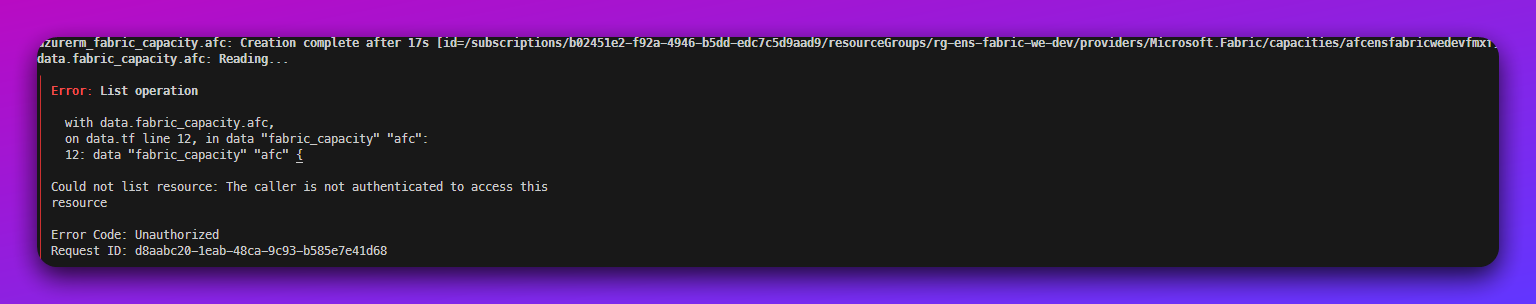 azurerm_fabric_capacity.afc: Creation complete after 17s [id=/subscriptions/b02451e2-f92a-4946-b5dd-edc7c5d9aad9/resourceGroups/rg-ens-fabric-we-dev/providers/Microsoft.Fabric/capacities/afcensfabricwedevfmxf
data.fabric_capacity.afc: Reading...
Error: List operation
with data.fabric_capacity.afc,
on data.tf line 12, in data "fabric_capacity" "afc":
12: data "fabric_capacity" "afc" {
Could not list resource: The caller is not authenticated to access this
resource
Error Code: Unauthorized
Request ID: d8aabc20-1eab-48ca-9c93-b585e7e41d68